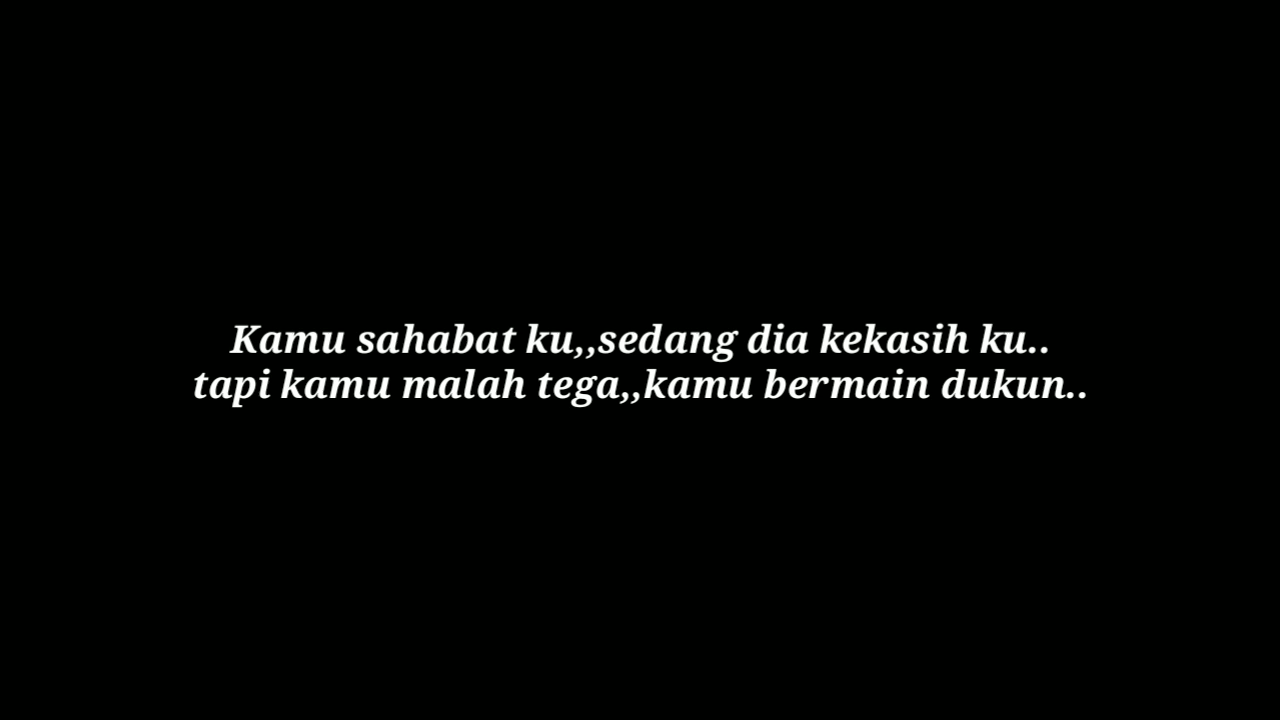 Kamu sahabat ku,,sedang dia kekasih ku..
tapi kamu malah tega,,kamu bermain dukun..